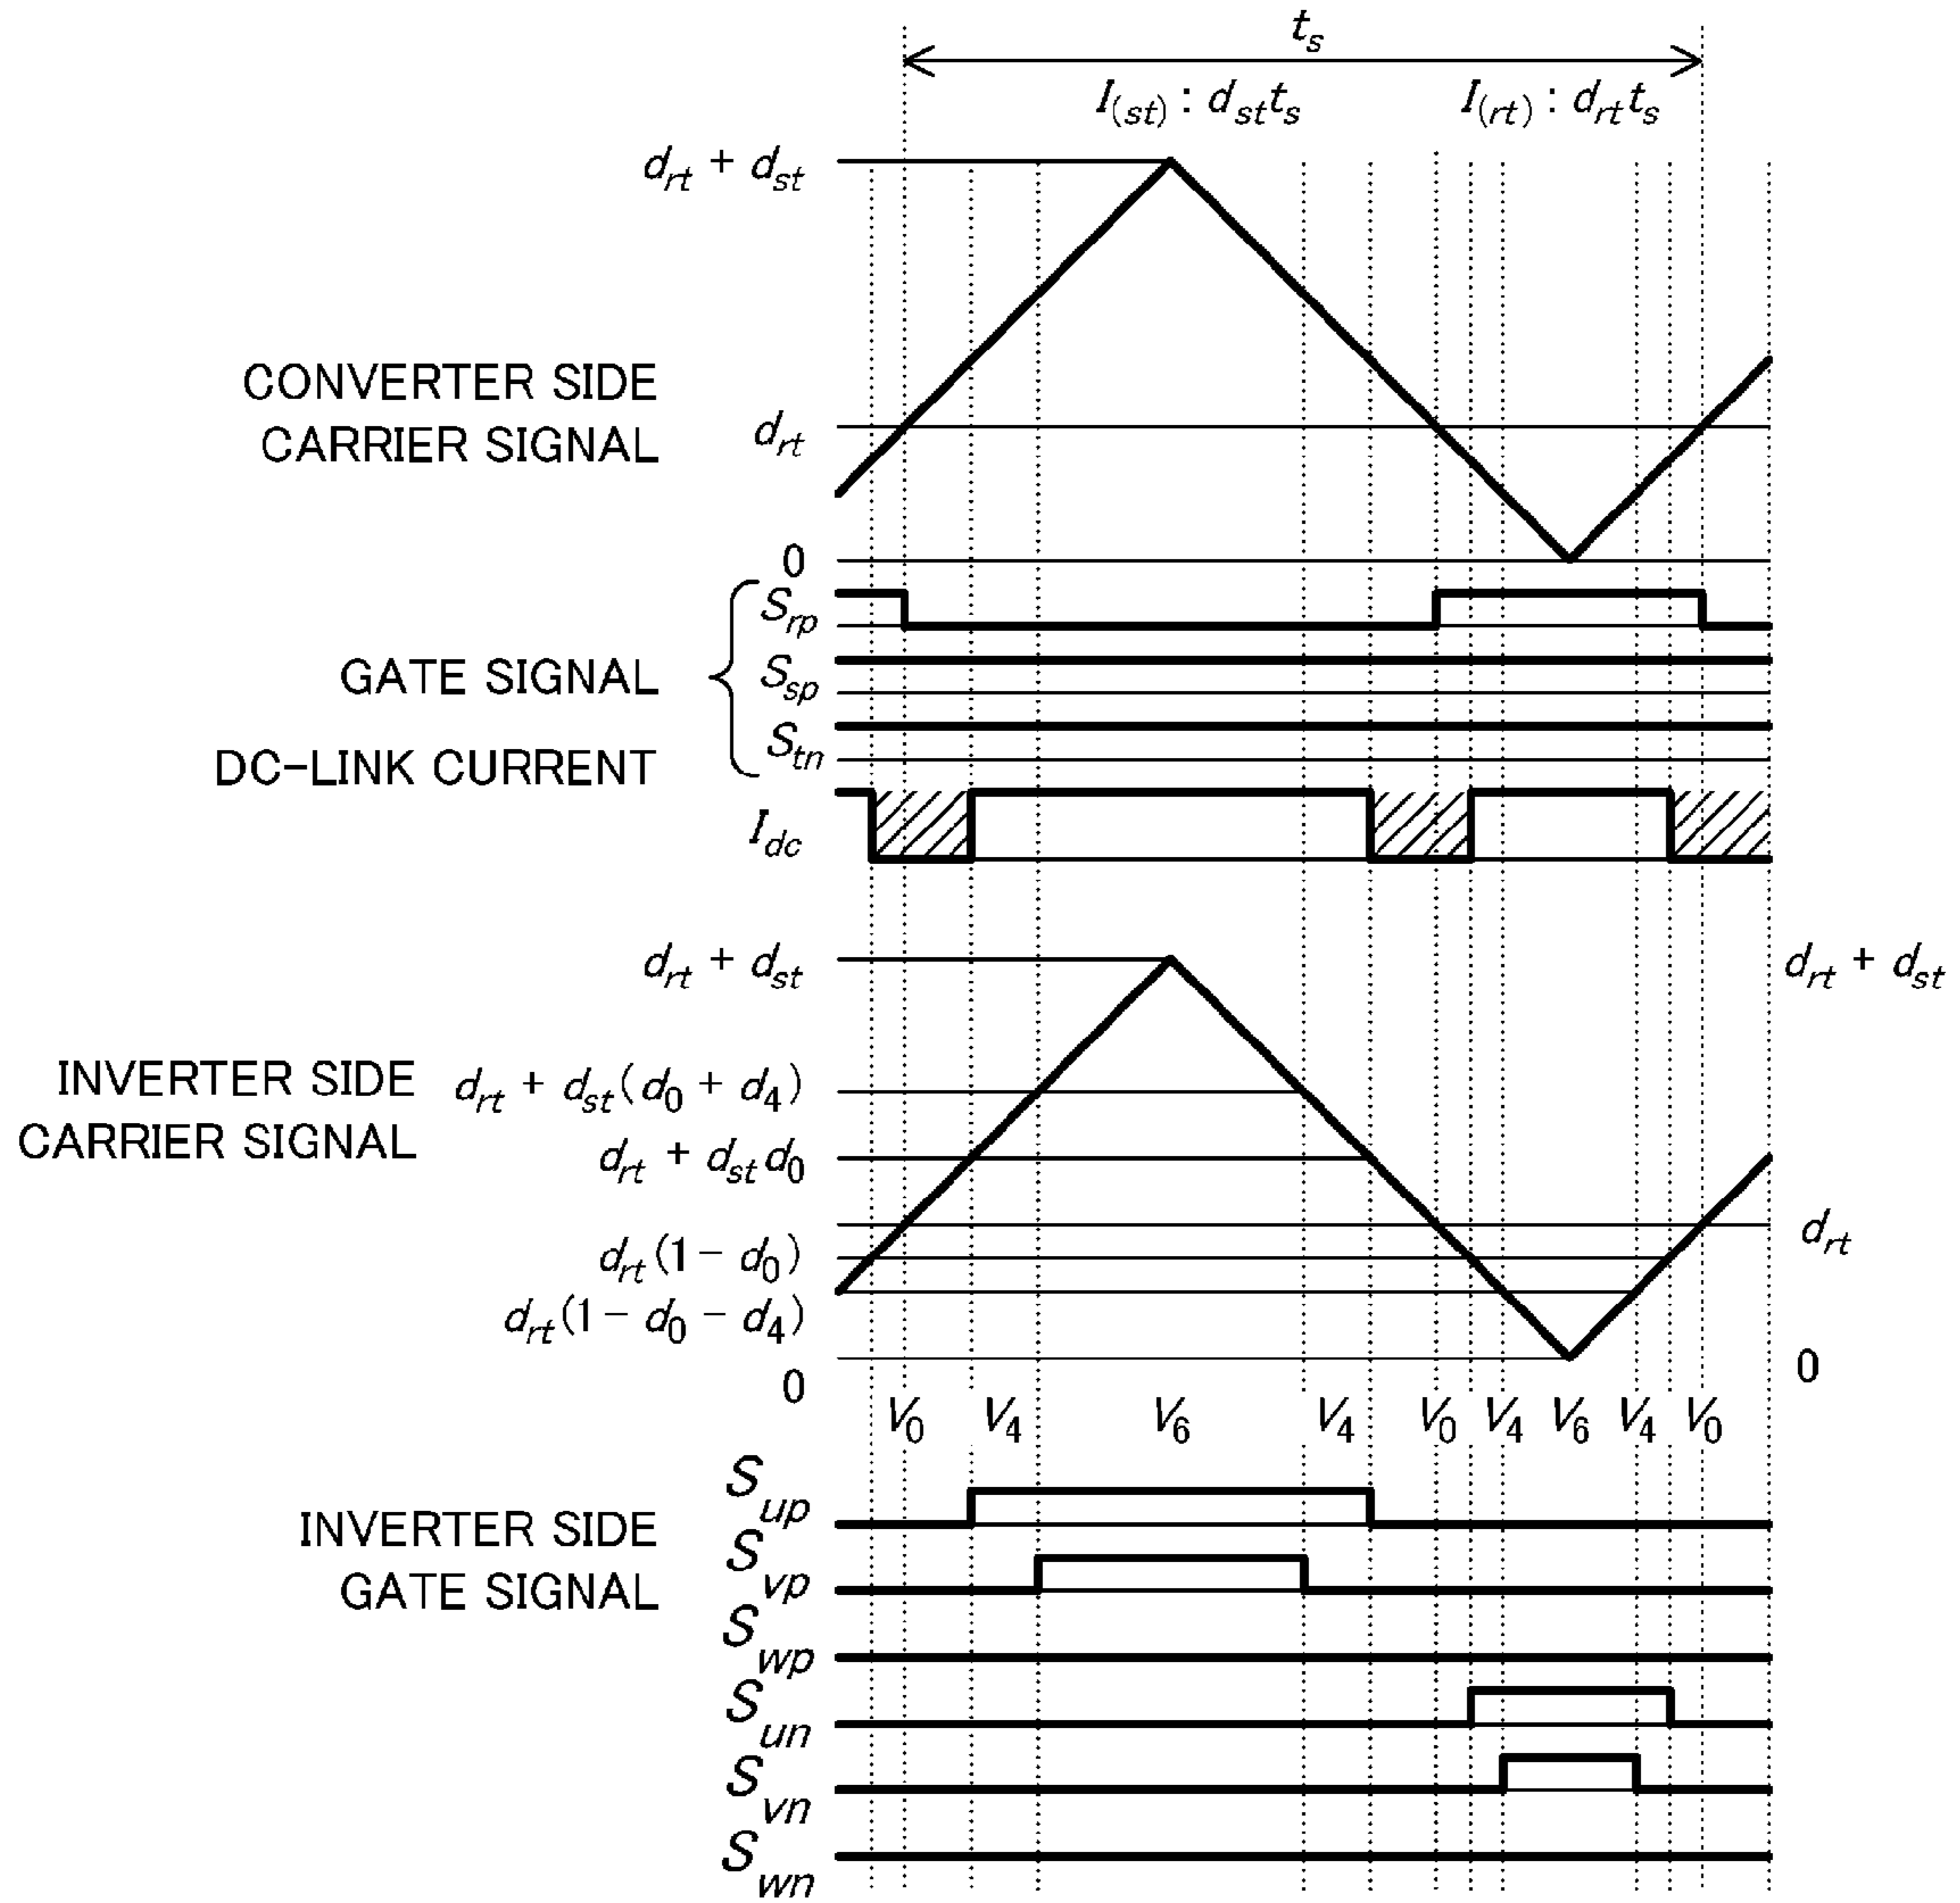 t_s
I_(st) : d_st t_s
I_(rt) : d_rt t_s
d_rt + d_st
CONVERTER SIDE
CARRIER SIGNAL
d_rt
0
GATE SIGNAL
S_rp
S_sp
S_tn
DC-LINK CURRENT
I_dc
d_rt + d_st
d_rt + d_st
INVERTER SIDE
CARRIER SIGNAL
d_rt + d_st(d_0 + d_4)
d_rt + d_st d_0
d_rt
d_rt(1 - d_0)
d_rt(1 - d_0 - d_4)
0
0
V_0 V_4 V_6 V_4 V_0 V_4 V_6 V_4 V_0
INVERTER SIDE
GATE SIGNAL
S_up
S_vp
S_wp
S_un
S_vn
S_wn